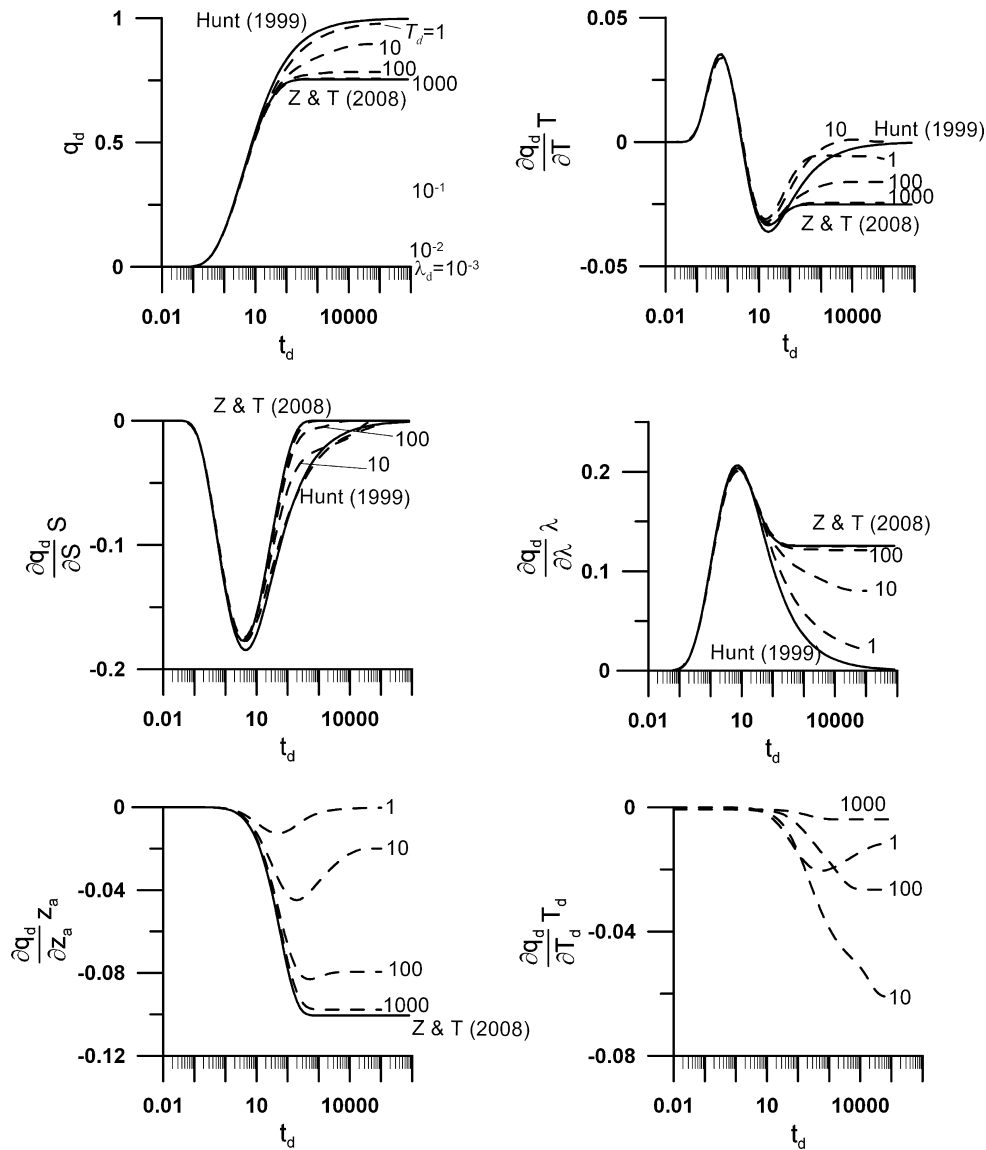 Hunt (1999)
T_d=1
10
100
1000
Z & T (2008)
10⁻¹
10⁻²
λ_d=10⁻³
1
0.5
0
q_d
0.01 10 10000
t_d
0.05
0
-0.05
∂q_d/∂T T
10
Hunt (1999)
1
100
1000
Z & T (2008)
0.01 10 10000
t_d
0
-0.1
-0.2
∂q_d/∂S S
Z & T (2008)
100
10
Hunt (1999)
0.01 10 10000
t_d
0.2
0.1
0
∂q_d/∂λ λ
Z & T (2008)
100
10
1
Hunt (1999)
0.01 10 10000
t_d
0
-0.04
-0.08
-0.12
∂q_d/∂z_a z_a
1
10
100
1000
Z & T (2008)
0.01 10 10000
t_d
0
-0.04
-0.08
∂q_d/∂T_d T_d
1000
1
100
10
0.01 10 10000
t_d